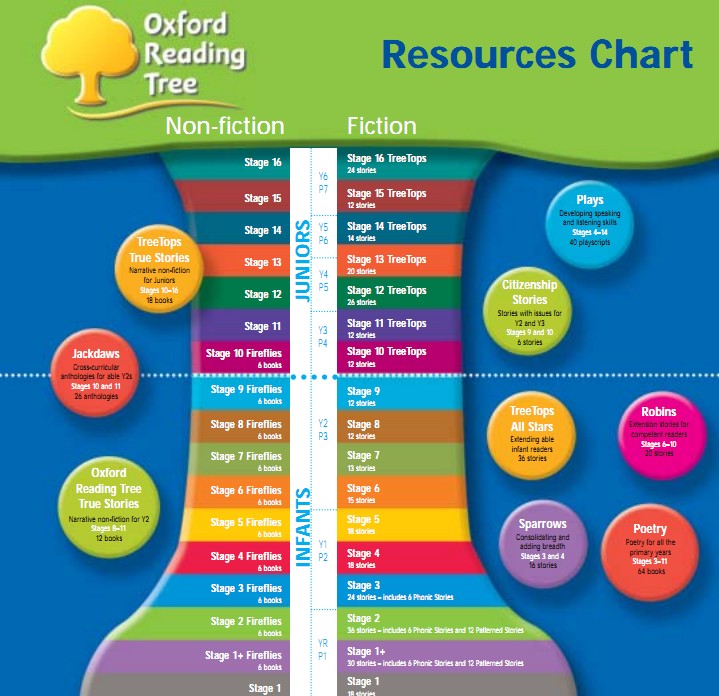 Oxford
Reading
Tree
Resources Chart
Non-fiction
Fiction
Stage 16
Stage 15
Stage 14
Stage 13
Stage 12
Stage 11
Stage 10 Fireflies
6 books
Stage 9 Fireflies
6 books
Stage 8 Fireflies
6 books
Stage 7 Fireflies
6 books
Stage 6 Fireflies
6 books
Stage 5 Fireflies
6 books
Stage 4 Fireflies
6 books
Stage 3 Fireflies
6 books
Stage 2 Fireflies
6 books
Stage 1+ Fireflies
6 books
Stage 1
JUNIORS
INFANTS
Y6
P7
Y5
P6
Y4
P5
Y3
P4
Y2
P3
Y1
P2
YR
P1
Stage 16 TreeTops
24 stories
Stage 15 TreeTops
12 stories
Stage 14 TreeTops
14 stories
Stage 13 TreeTops
20 stories
Stage 12 TreeTops
26 stories
Stage 11 TreeTops
12 stories
Stage 10 TreeTops
12 stories
Stage 9
12 stories
Stage 8
12 stories
Stage 7
13 stories
Stage 6
15 stories
Stage 5
18 stories
Stage 4
18 stories
Stage 3
24 stories – includes 6 Phonic Stories
Stage 2
36 stories – includes 6 Phonic Stories and 12 Patterned Stories
Stage 1+
30 stories – includes 6 Phonic Stories and 12 Patterned Stories
Stage 1
18 stories
TreeTops
True Stories
Narrative non-fiction
for Juniors
Stages 10–16
18 books
Jackdaws
Cross-curricular
anthologies for able Y2s
Stages 10 and 11
26 anthologies
Oxford
Reading Tree
True Stories
Narrative non-fiction for Y2
Stages 8–11
12 books
Plays
Developing speaking
and listening skills
Stages 4–14
40 playscripts
Citizenship
Stories
Stories with issues for
Y2 and Y3
Stages 9 and 10
6 stories
TreeTops
All Stars
Extending able
infant readers
36 stories
Robins
Extension stories for
competent readers
Stages 6–10
20 stories
Sparrows
Consolidating and
adding breadth
Stages 3 and 4
16 stories
Poetry
Poetry for all the
primary years
Stages 3–11
64 books